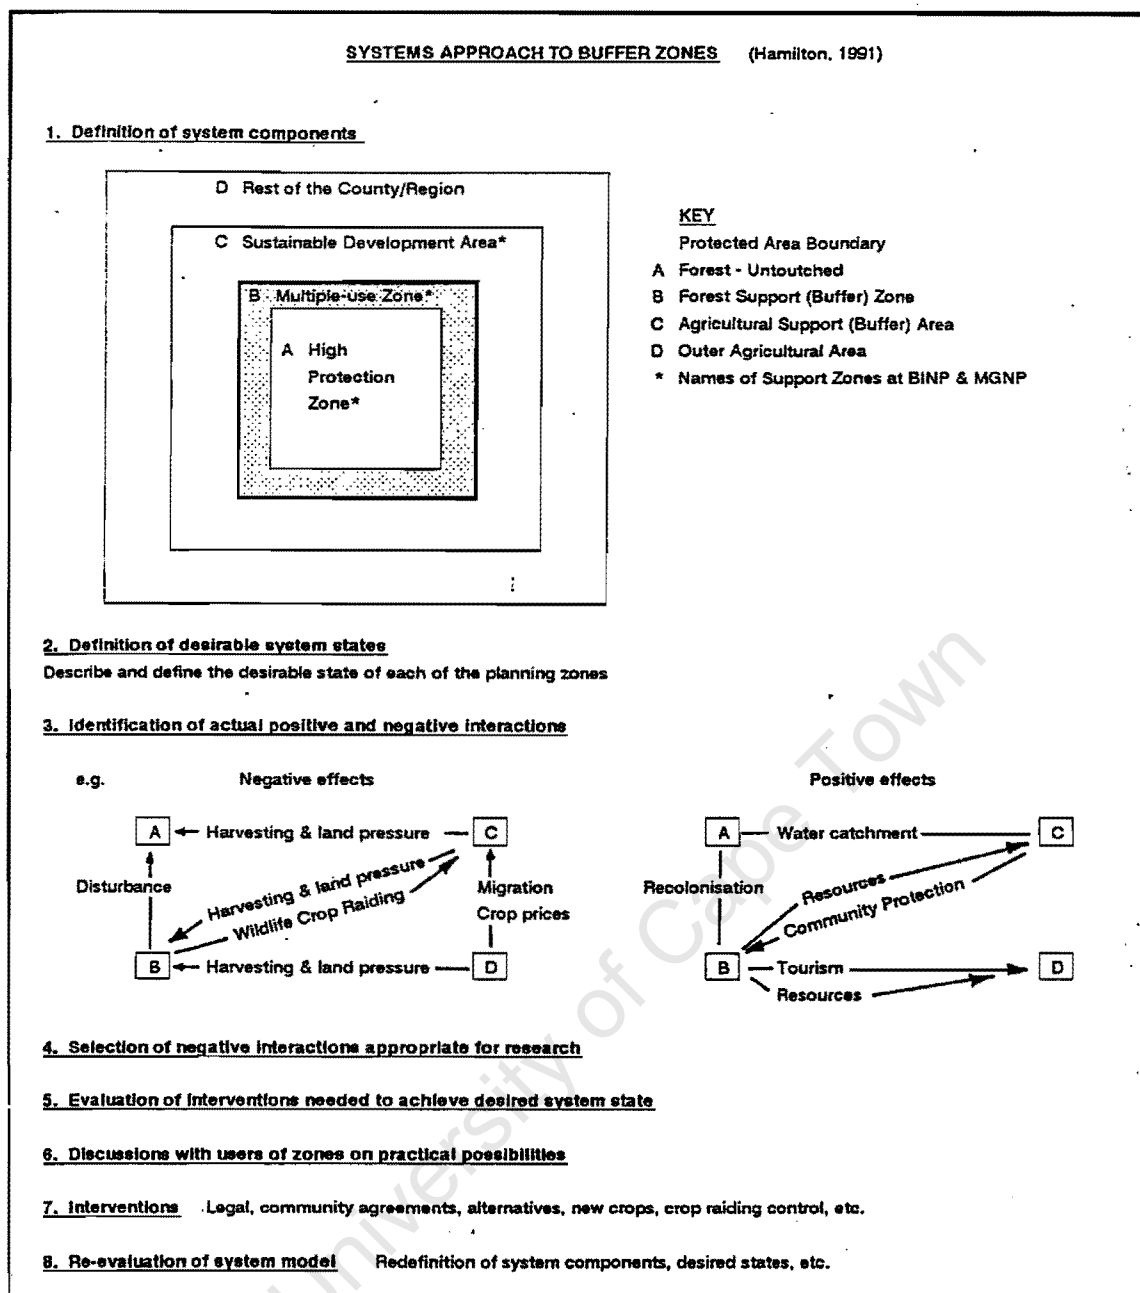 SYSTEMS APPROACH TO BUFFER ZONES (Hamilton, 1991)
1. Definition of system components
D Rest of the County/Region
C Sustainable Development Area*
B Multiple-use Zone*
A High
Protection
Zone*
KEY
Protected Area Boundary
A Forest - Untoutched
B Forest Support (Buffer) Zone
C Agricultural Support (Buffer) Area
D Outer Agricultural Area
* Names of Support Zones at BINP & MGNP
2. Definition of desirable system states
Describe and define the desirable state of each of the planning zones
3. Identification of actual positive and negative interactions
e.g. Negative effects
A Harvesting & land pressure C
Disturbance
Harvesting & land pressure
Wildlife Crop Raiding
Migration
Crop prices
B Harvesting & land pressure D
Positive effects
A Water catchment C
Recolonisation
Resources
Community Protection
B Tourism D
Resources
4. Selection of negative interactions appropriate for research
5. Evaluation of interventions needed to achieve desired system state
6. Discussions with users of zones on practical possibilities
7. Interventions Legal, community agreements, alternatives, new crops, crop raiding control, etc.
8. Re-evaluation of system model Redefinition of system components, desired states, etc.
University of Cape Town